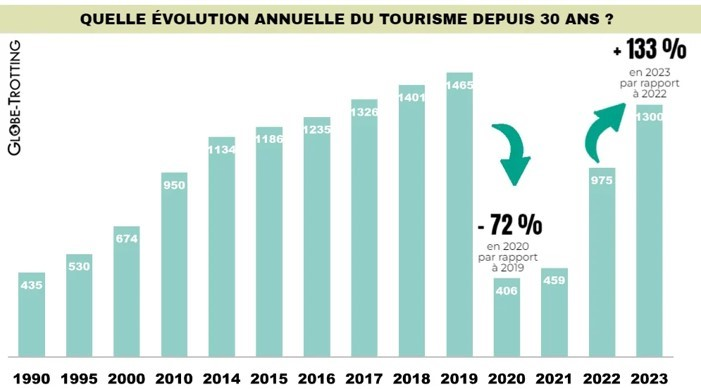 QUELLE ÉVOLUTION ANNUELLE DU TOURISME DEPUIS 30 ANS ?
GLOBE-TROTTING
+ 133 %
en 2023
par rapport
à 2022
- 72 %
en 2020
par rapport
à 2019
435
530
674
950
1134
1186
1235
1326
1401
1465
406
459
975
1300
1990 1995 2000 2010 2014 2015 2016 2017 2018 2019 2020 2021 2022 2023